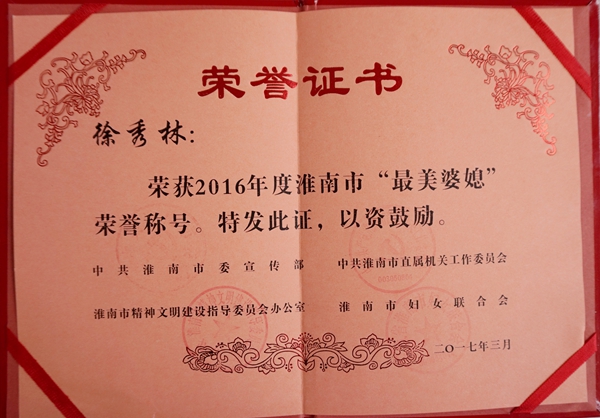 荣誉证书
徐秀林：
荣获2016年度淮南市“最美婆媳”
荣誉称号。特发此证，以资鼓励。
中共淮南市委宣传部 中共淮南市直属机关工作委员会
淮南市精神文明建设指导委员会办公室 淮南市妇女联合会
二〇一七年三月